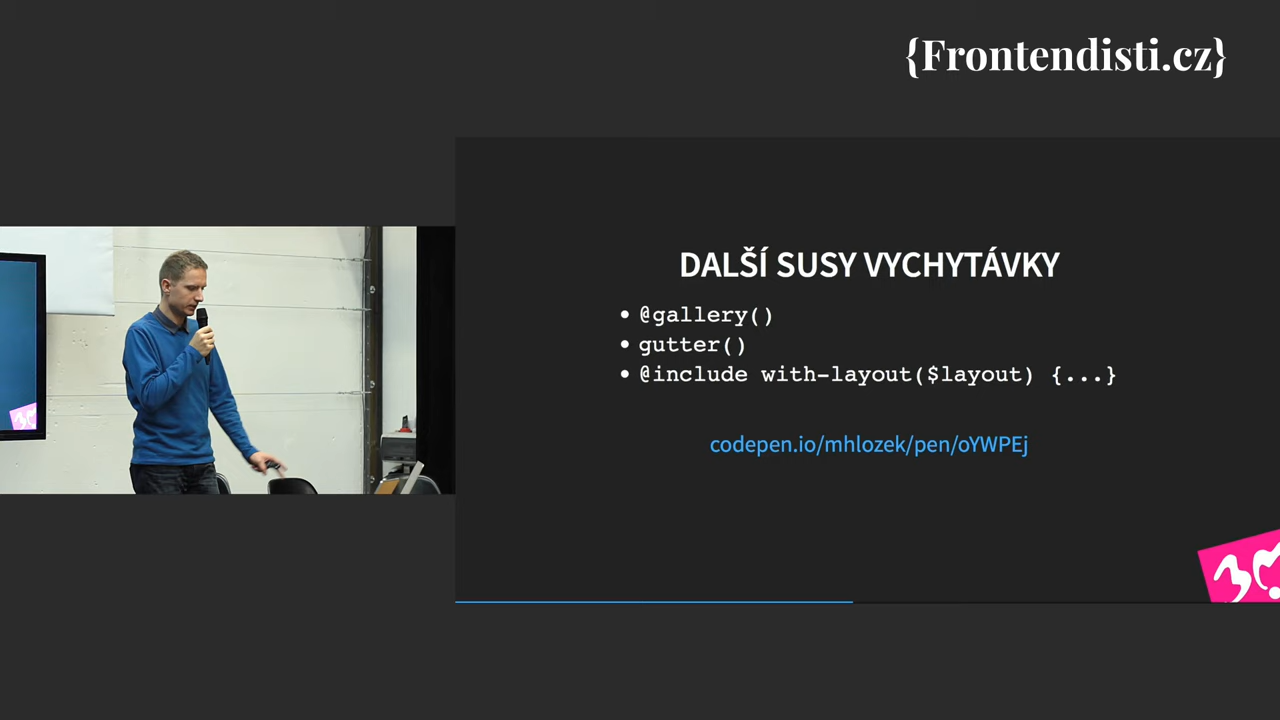 {Frontendisti.cz}
DALŠÍ SUSY VYCHYTÁVKY
• @gallery()
• gutter()
• @include with-layout($layout) {...}
codepen.io/mhlozek/pen/oYWPEj